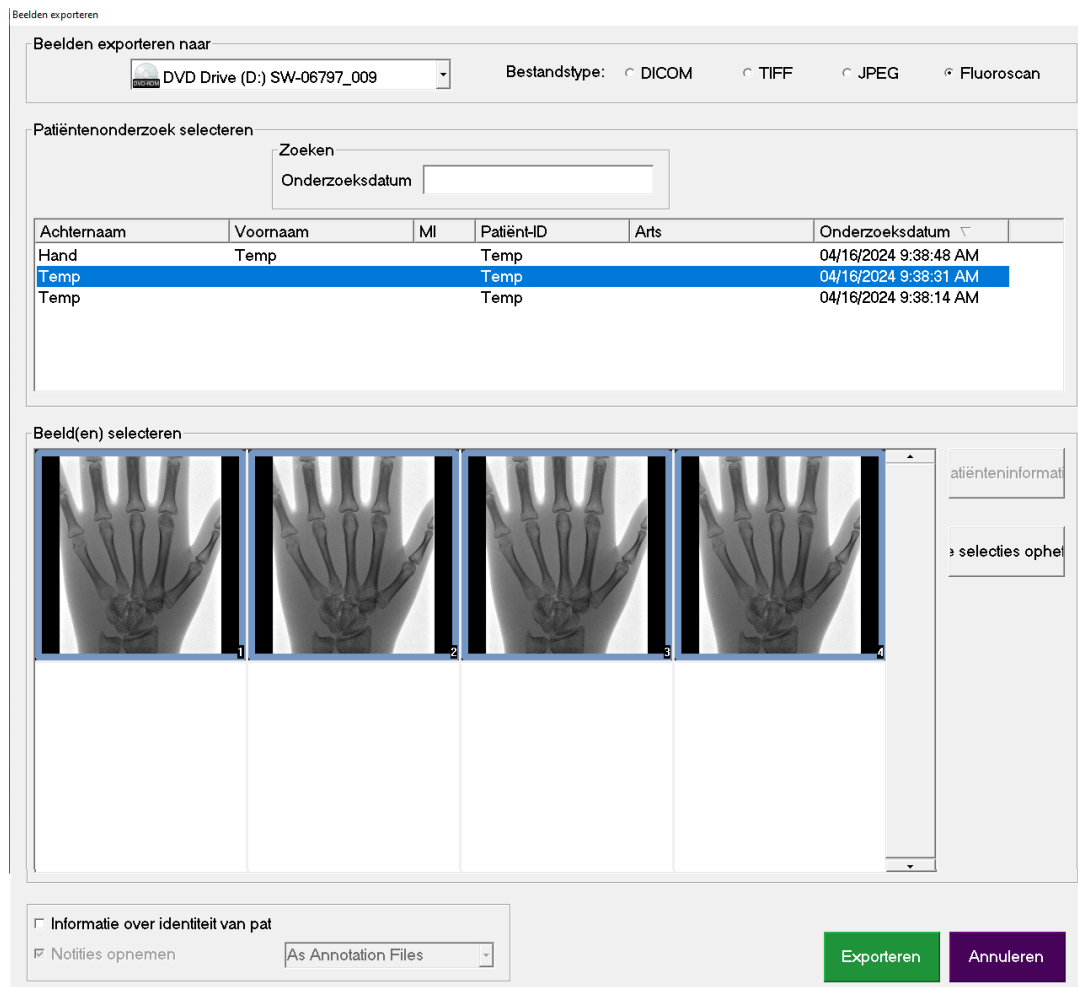 Beelden exporteren
Beelden exporteren naar
DVD-ROM
DVD Drive (D:) SW-06797_009
Bestandstype: DICOM TIFF JPEG Fluoroscan
Patiëntenonderzoek selecteren
Zoeken
Onderzoeksdatum
Achternaam Voornaam MI Patiënt-ID Arts Onderzoeksdatum
Hand Temp Temp 04/16/2024 9:38:48 AM
Temp Temp 04/16/2024 9:38:31 AM
Temp Temp 04/16/2024 9:38:14 AM
Beeld(en) selecteren
atiënteninformati
e selecties ophef
1 2 3 4
Informatie over identiteit van pat
Notities opnemen As Annotation Files
Exporteren Annuleren